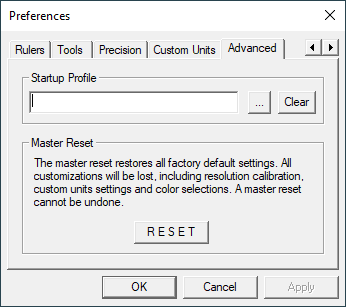 Preferences
Rulers Tools Precision Custom Units Advanced
Startup Profile
... Clear
Master Reset
The master reset restores all factory default settings. All
customizations will be lost, including resolution calibration,
custom units settings and color selections. A master reset
cannot be undone.
R E S E T
OK Cancel Apply